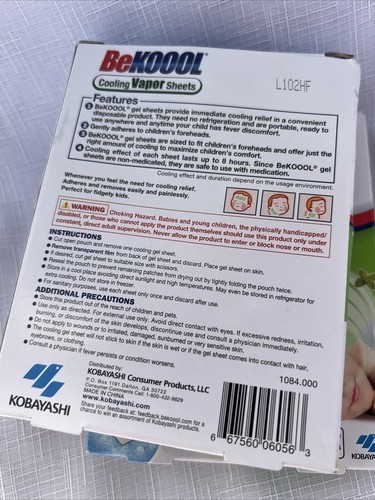 BeKOOOL®
Cooling Vapor Sheets
L102HF
Features
1 BeKOOOL® gel sheets provide immediate cooling relief in a convenient
disposable product. They need no refrigeration and are portable, ready to
use anywhere and anytime your child has fever discomfort.
2 Gently adheres to children's foreheads.
3 BeKOOOL® gel sheets are sized to fit children's foreheads and offer just the
right amount of cooling to maximize children's comfort.
4 Cooling effect of each sheet lasts up to 8 hours. Since BeKOOOL® gel
sheets are non-medicated, they are safe to use with medication.
Cooling effect and duration depend on the usage environment.
Whenever you feel the need for cooling relief.
Adheres and removes easily and painlessly.
Perfect for fidgety kids.
⚠ WARNING Choking Hazard. Babies and young children, the physically handicapped/
disabled, or those who cannot apply the product themselves should use this product only under
constant, direct adult supervision. Never allow the product to enter or block nose or mouth.
INSTRUCTIONS
• Cut open pouch and remove one cooling gel sheet.
• Remove transparent film from back of gel sheet and discard. Place gel sheet on skin.
• If desired, cut gel sheet to suitable size with scissors.
• Reseal the pouch to prevent remaining patches from drying out by tightly folding the pouch twice.
• Store in a cool place avoiding direct sunlight and high temperatures. May even be stored in refrigerator for
extra cooling. Do not store in freezer.
• For sanitary purposes, use each sheet only once and discard after use.
ADDITIONAL PRECAUTIONS
• Store this product out of the reach of children and pets.
• Use only as directed. For external use only. Avoid contact with eyes. If excessive redness, irritation,
burning, or discomfort of the skin develops, discontinue use and consult a physician immediately.
• Do not apply to wounds or to irritated, damaged, sunburned or very sensitive skin.
• The cooling gel sheet will not stick to skin if the skin is wet or if the gel sheet comes into contact with hair,
eyebrows, or clothing.
• Consult a physician if fever persists or condition worsens.
Distributed by:
KOBAYASHI Consumer Products, LLC
P.O. Box 1191 Dalton, GA 30722
Consumer Comments Call: 1-800-432-8629
MADE IN CHINA
www.kobayashi.com
Share your feedback: feedback.bekoool.com for a
chance to win an assortment of Kobayashi products.
KOBAYASHI
1084.000
6 67560 06056 3
KOBAY